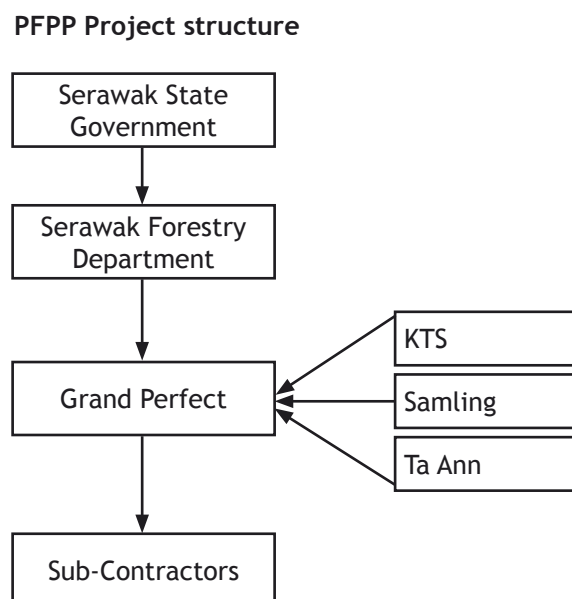 PFPP Project structure
Serawak State
Government
Serawak Forestry
Department
Grand Perfect
KTS
Samling
Ta Ann
Sub-Contractors